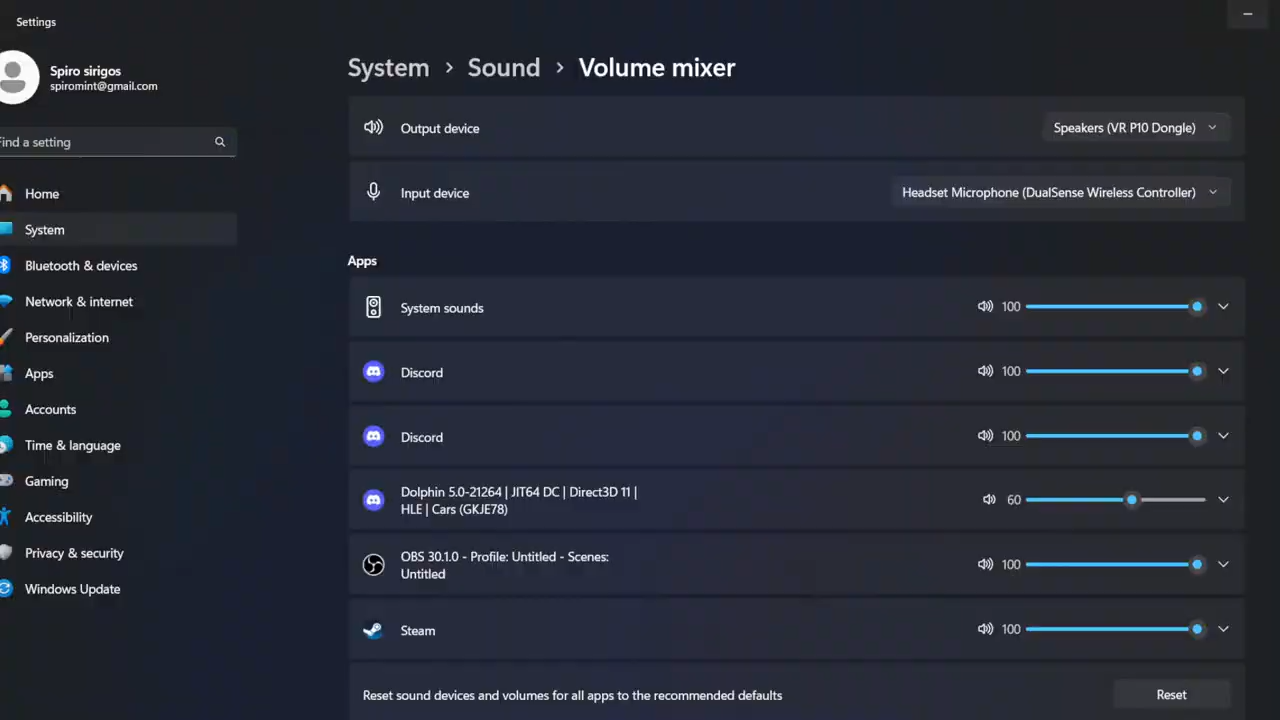 Settings
Spiro sirigos
spiromint@gmail.com
Find a setting
Home
System
Bluetooth & devices
Network & internet
Personalization
Apps
Accounts
Time & language
Gaming
Accessibility
Privacy & security
Windows Update
System > Sound > Volume mixer
Output device
Speakers (VR P10 Dongle)
Input device
Headset Microphone (DualSense Wireless Controller)
Apps
System sounds
100
Discord
100
Discord
100
Dolphin 5.0-21264 | JIT64 DC | Direct3D 11 |
HLE | Cars (GKJE78)
60
OBS 30.1.0 - Profile: Untitled - Scenes:
Untitled
100
Steam
100
Reset sound devices and volumes for all apps to the recommended defaults
Reset